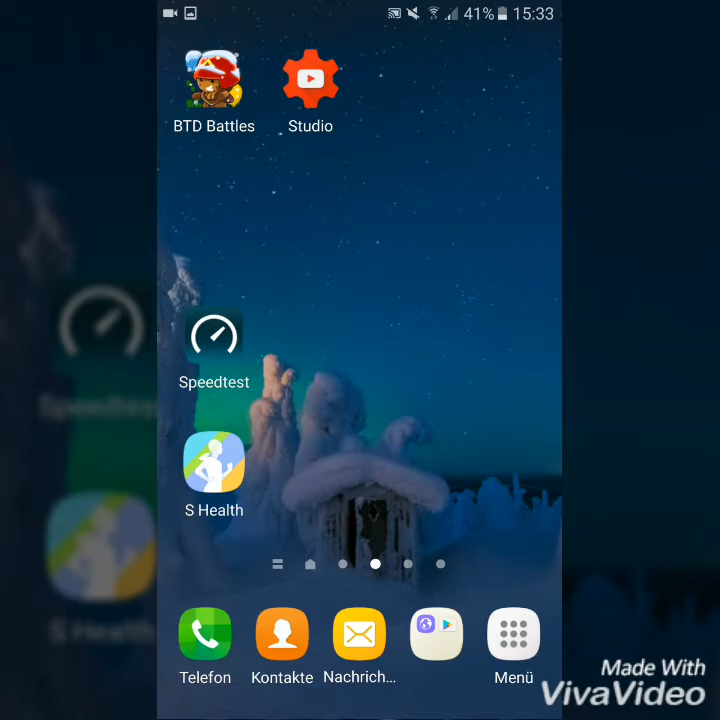 41% 15:33
BTD Battles
Studio
Speedtest
S Health
Telefon
Kontakte
Nachrich...
Menü
Made With
VivaVideo